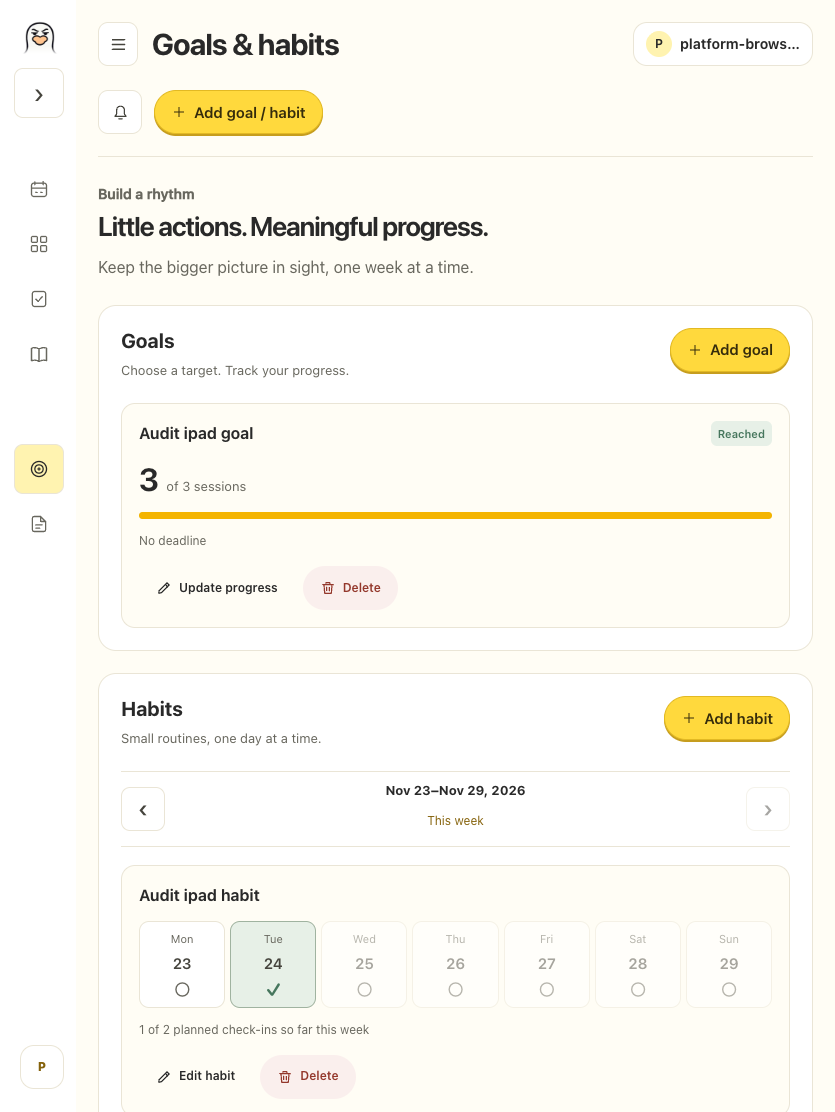 Goals & habits
P platform-brows...
Add goal / habit
Build a rhythm
Little actions. Meaningful progress.
Keep the bigger picture in sight, one week at a time.
Goals
Add goal
Choose a target. Track your progress.
Audit ipad goal
Reached
3 of 3 sessions
No deadline
Update progress
Delete
Habits
Add habit
Small routines, one day at a time.
Nov 23–Nov 29, 2026
This week
Audit ipad habit
Mon Tue Wed Thu Fri Sat Sun
23 24 25 26 27 28 29
1 of 2 planned check-ins so far this week
Edit habit
Delete
P